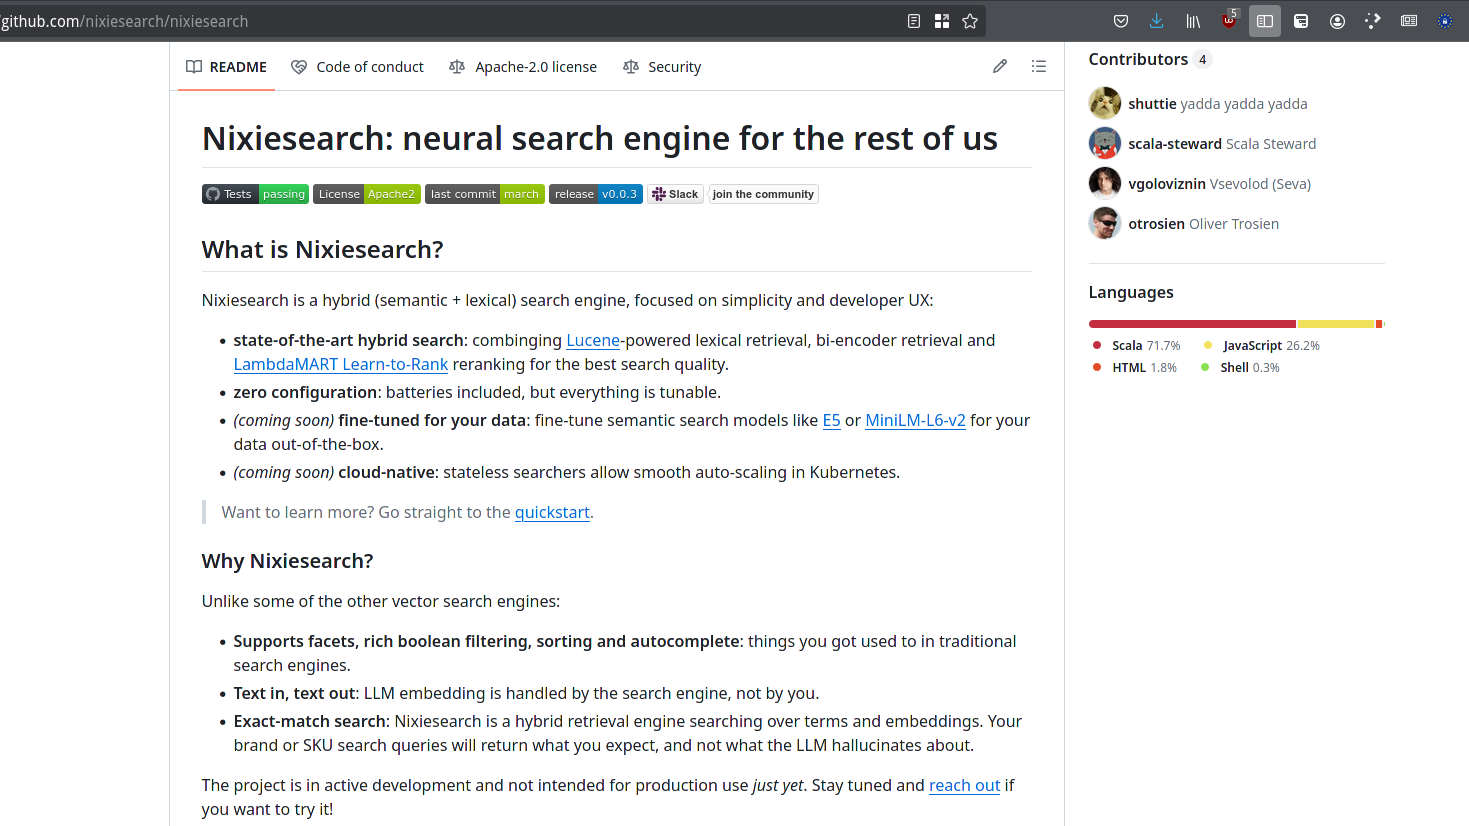 github.com/nixiesearch/nixiesearch
5
README
Code of conduct
Apache-2.0 license
Security
Nixiesearch: neural search engine for the rest of us
Tests passing
License Apache2
last commit march
release v0.0.3
Slack
join the community
What is Nixiesearch?
Nixiesearch is a hybrid (semantic + lexical) search engine, focused on simplicity and developer UX:
• state-of-the-art hybrid search: combining Lucene-powered lexical retrieval, bi-encoder retrieval and
LambdaMART Learn-to-Rank reranking for the best search quality.
• zero configuration: batteries included, but everything is tunable.
• (coming soon) fine-tuned for your data: fine-tune semantic search models like E5 or MiniLM-L6-v2 for your
data out-of-the-box.
• (coming soon) cloud-native: stateless searchers allow smooth auto-scaling in Kubernetes.
Want to learn more? Go straight to the quickstart.
Why Nixiesearch?
Unlike some of the other vector search engines:
• Supports facets, rich boolean filtering, sorting and autocomplete: things you got used to in traditional
search engines.
• Text in, text out: LLM embedding is handled by the search engine, not by you.
• Exact-match search: Nixiesearch is a hybrid retrieval engine searching over terms and embeddings. Your
brand or SKU search queries will return what you expect, and not what the LLM hallucinates about.
The project is in active development and not intended for production use just yet. Stay tuned and reach out if
you want to try it!
Contributors 4
shuttie yadda yadda yadda
scala-steward Scala Steward
vgoloviznin Vsevolod (Seva)
otrosien Oliver Trosien
Languages
Scala 71.7%
JavaScript 26.2%
HTML 1.8%
Shell 0.3%